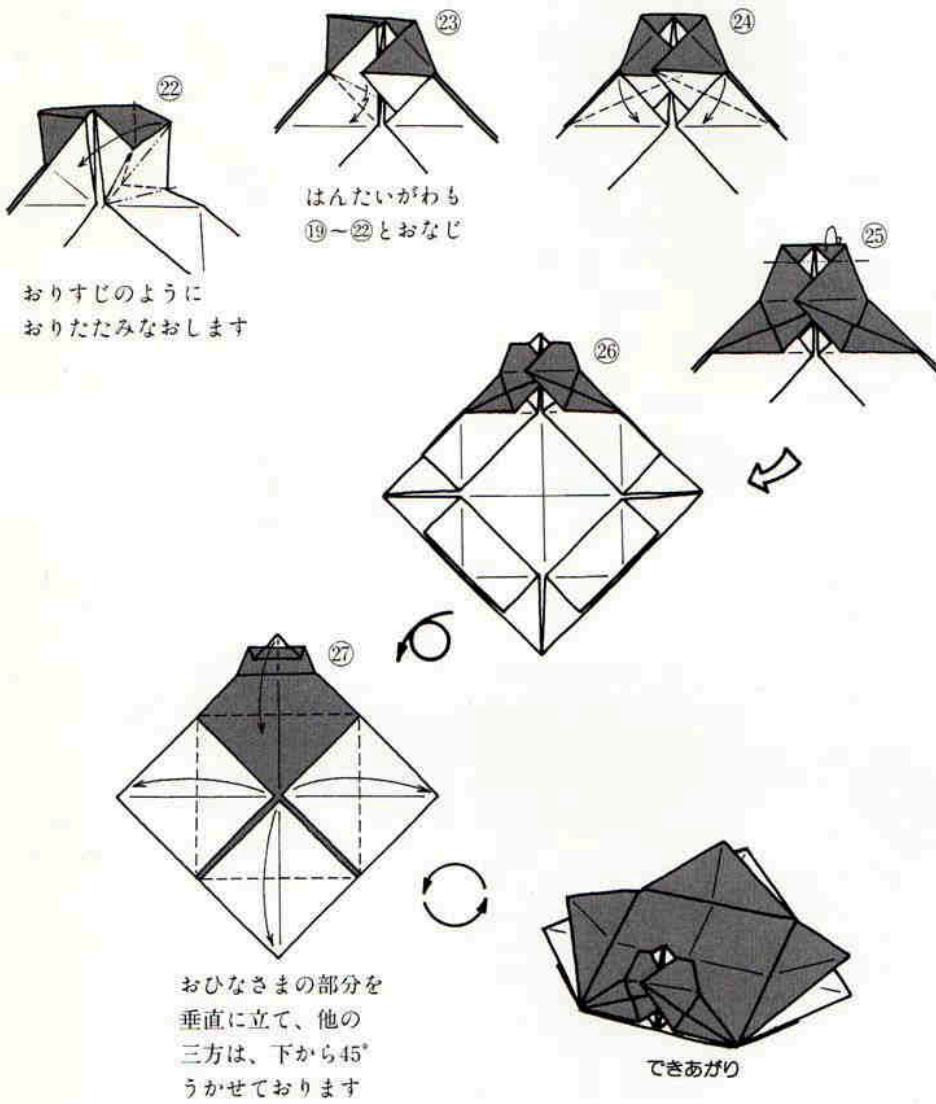 ㉒
おりすじのように
おりたたみなおします
㉓
はんたいがわも
⑲~㉒とおなじ
㉔
㉕
㉖
㉗
おひなさまの部分を
垂直に立て、他の
三方は、下から45°
うかせております
できあがり